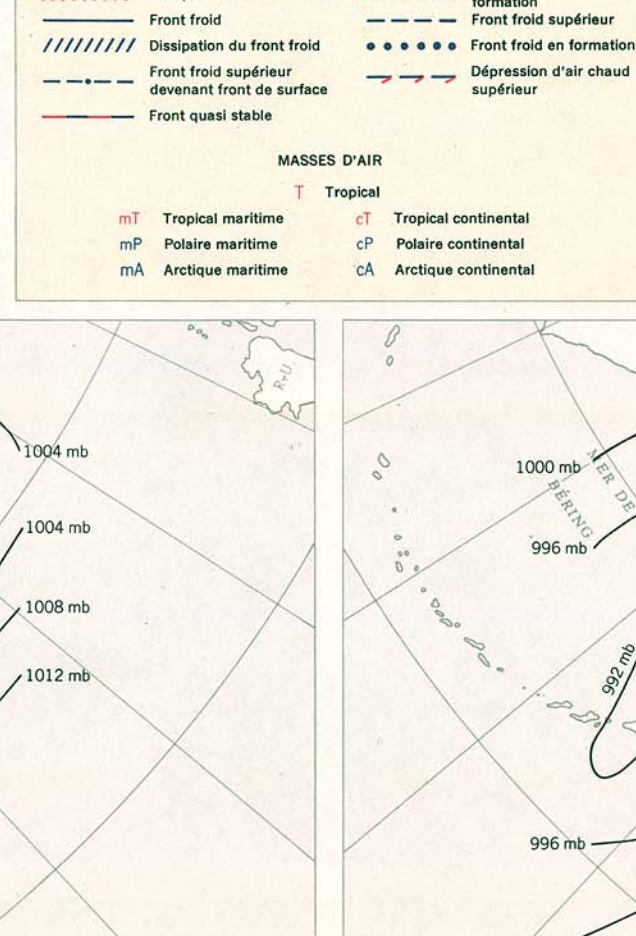 formation
Front froid
Front froid supérieur
Dissipation du front froid
Front froid en formation
Front froid supérieur
devenant front de surface
Dépression d'air chaud
supérieur
Front quasi stable
MASSES D'AIR
T Tropical
mT Tropical maritime
cT Tropical continental
mP Polaire maritime
cP Polaire continental
mA Arctique maritime
cA Arctique continental
R.-U.
1004 mb
1004 mb
1008 mb
1012 mb
MER DE
BÉRING
1000 mb
996 mb
992 mb
996 mb